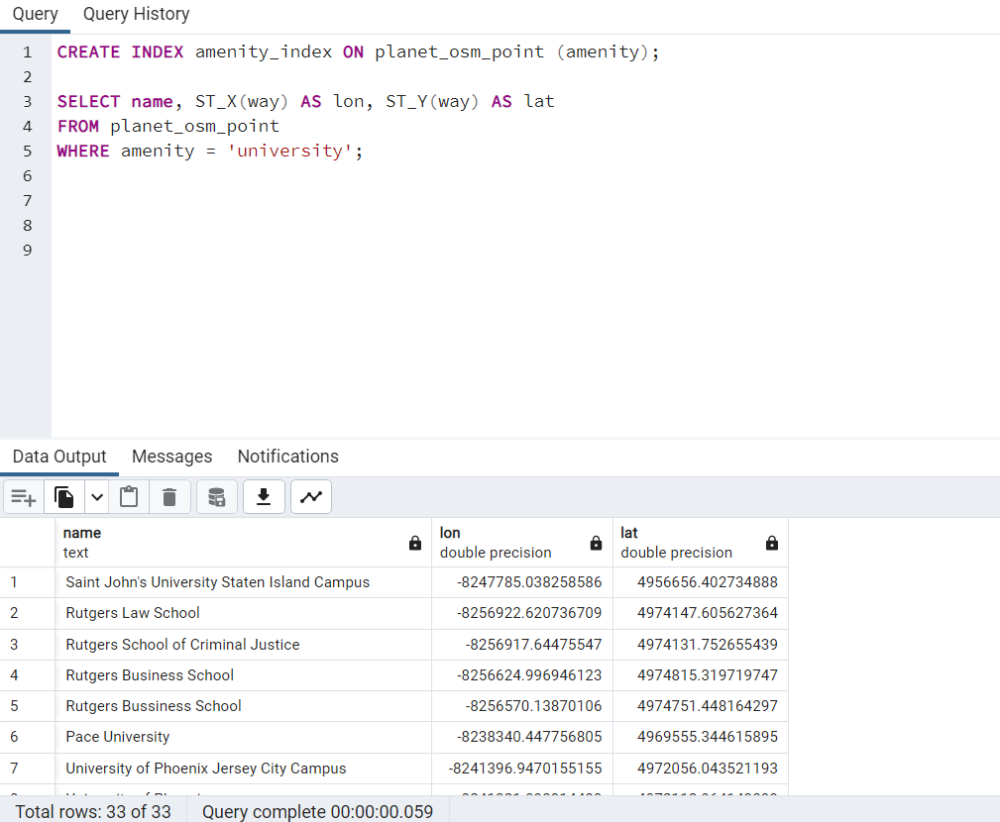 Query Query History
1 CREATE INDEX amenity_index ON planet_osm_point (amenity);
2
3 SELECT name, ST_X(way) AS lon, ST_Y(way) AS lat
4 FROM planet_osm_point
5 WHERE amenity = 'university';
6
7
8
9
Data Output Messages Notifications
name lon lat
text double precision double precision
1 Saint John's University Staten Island Campus -8247785.038258586 4956656.402734888
2 Rutgers Law School -8256922.620736709 4974147.605627364
3 Rutgers School of Criminal Justice -8256917.64475547 4974131.752655439
4 Rutgers Business School -8256624.996946123 4974815.319719747
5 Rutgers Bussiness School -8256570.13870106 4974751.448164297
6 Pace University -8238340.447756805 4969555.344615895
7 University of Phoenix Jersey City Campus -8241396.9470155155 4972056.043521193
Total rows: 33 of 33 Query complete 00:00:00.059